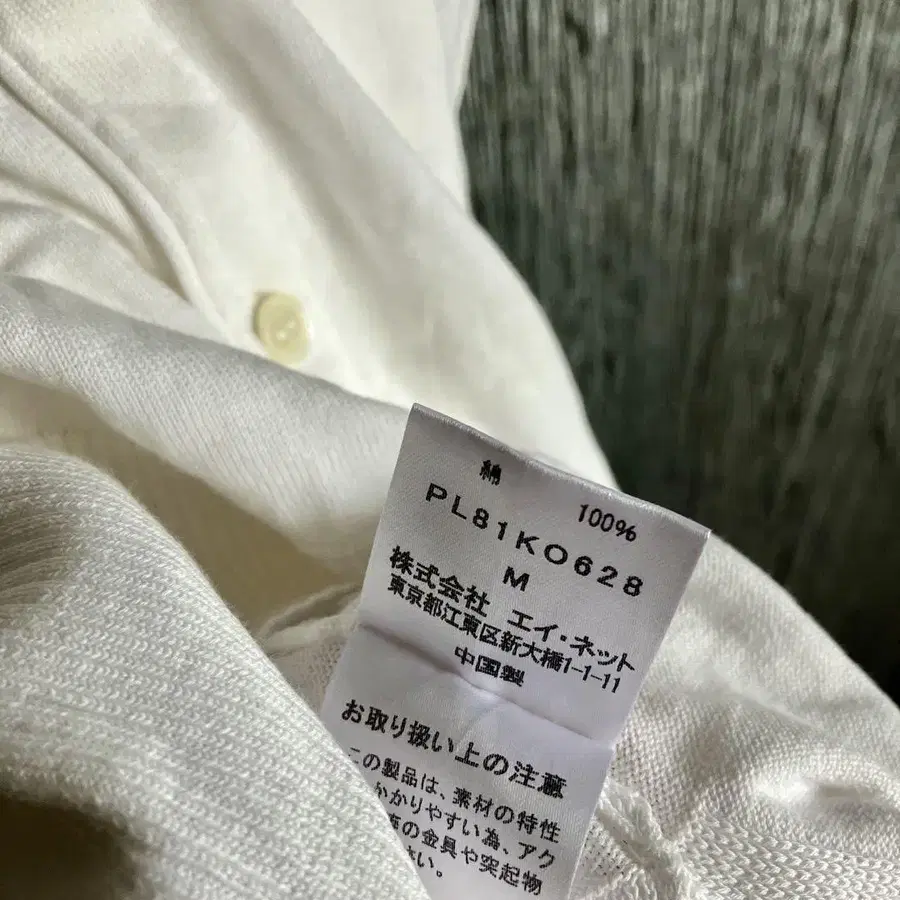 綿 100%
PL81KO628
M
株式会社 エイ・ネット
東京都江東区新大橋1-1-11
中国製
お取り扱い上の注意
この製品は、素材の特性
かかりやすい為、アク
の金具や突起物
い。